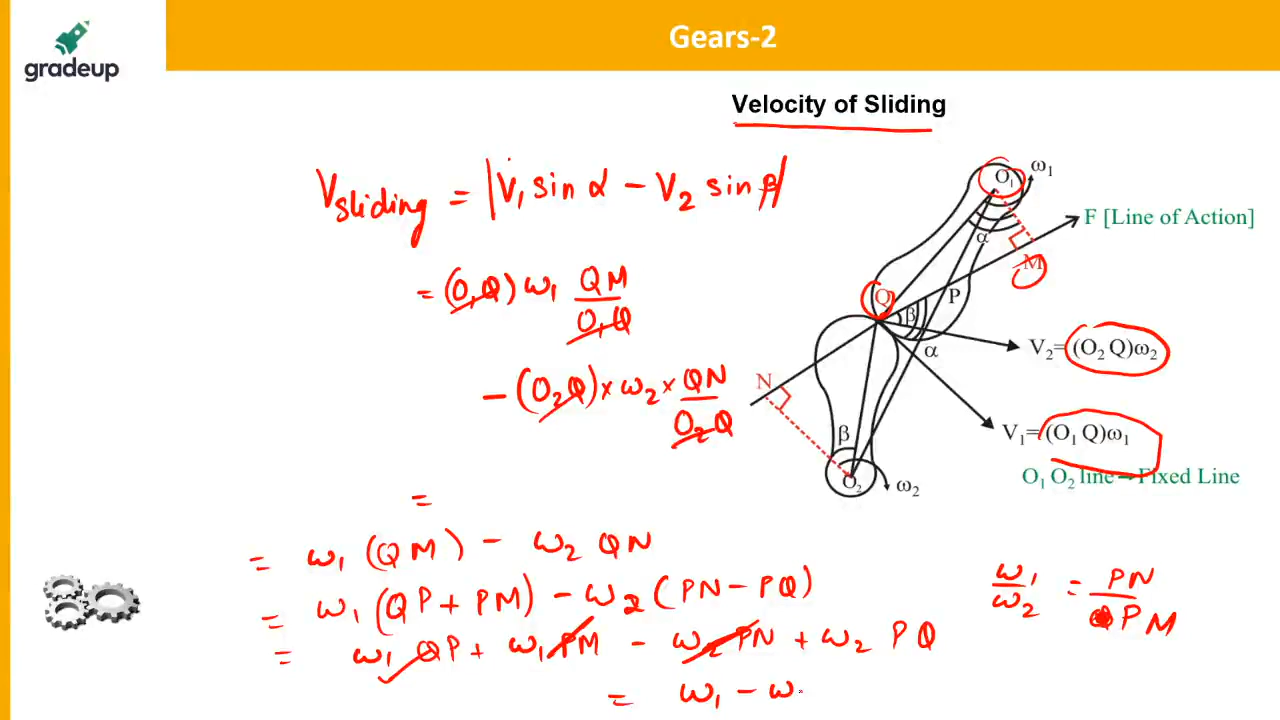 Gears-2
gradeup
Velocity of Sliding
Vsliding = |V1 sin α - V2 sin β|
= (O1Q) ω1 QM/O1Q
- (O2Q) × ω2 × QN/O2Q
=
= ω1 (QM) - ω2 QN
= ω1 (QP + PM) - ω2 (PN - PQ)
= ω1 QP + ω1 PM - ω2 PN + ω2 PQ
= ω1 - ω
ω1/ω2 = PN/PM
O1
ω1
F [Line of Action]
α
M
Q
β
P
α
V2= (O2 Q)ω2
N
V1= (O1 Q)ω1
β
O1 O2 line → Fixed Line
O2
ω2